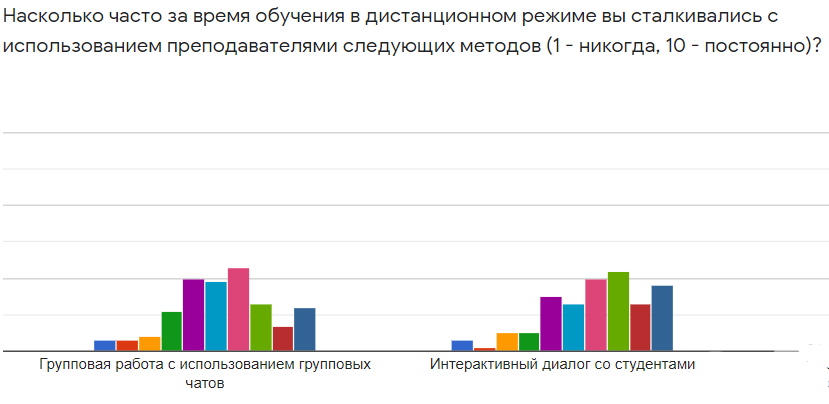 Насколько часто за время обучения в дистанционном режиме вы сталкивались с
использованием преподавателями следующих методов (1 - никогда, 10 - постоянно)?
Групповая работа с использованием групповых
чатов
Интерактивный диалог со студентами